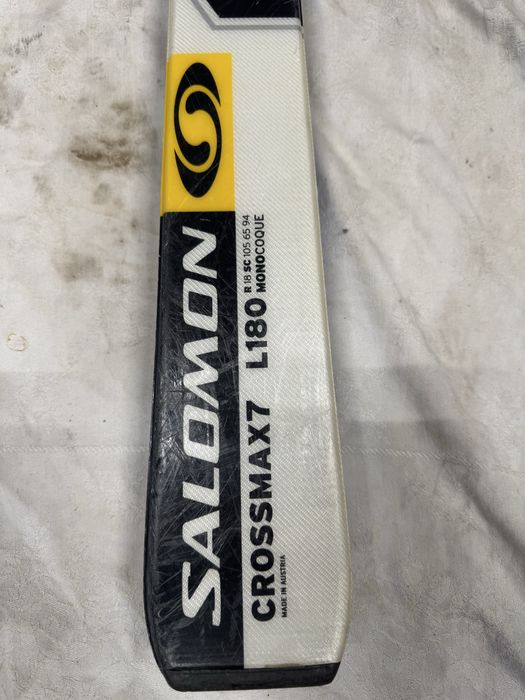 SALOMON
CROSSMAX7 L180
R 18 SC 105 65 94
MONOCOQUE
MADE IN AUSTRIA